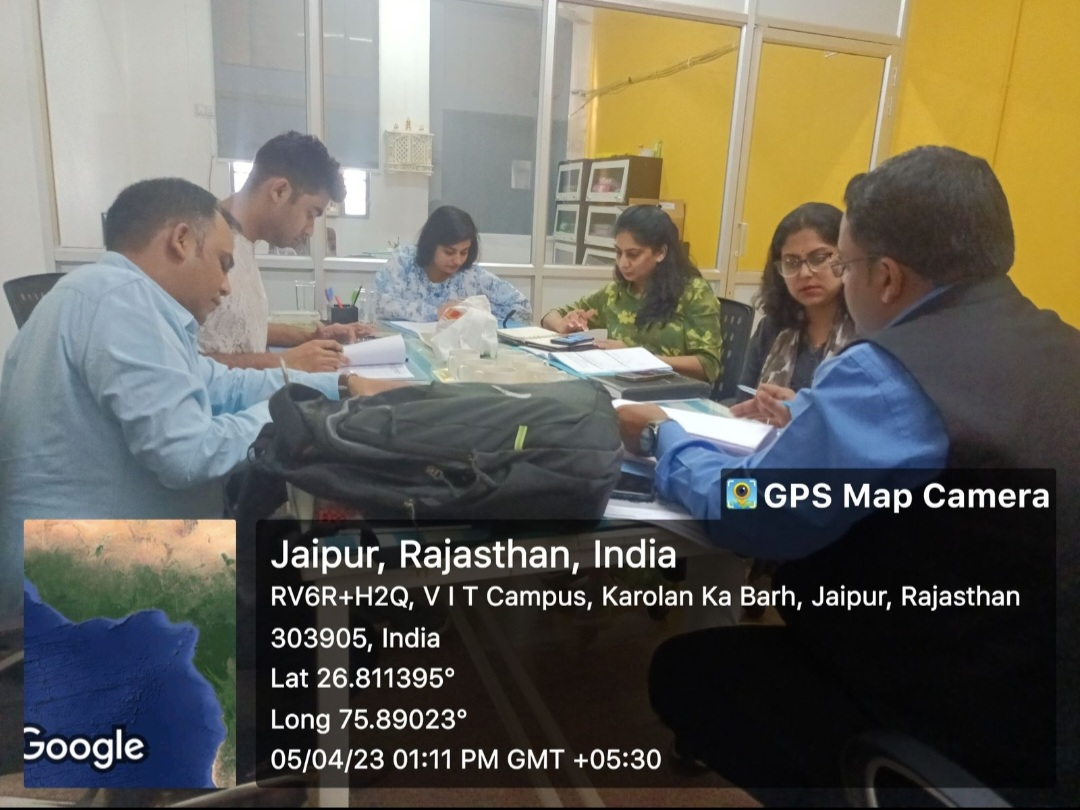 GPS Map Camera
Jaipur, Rajasthan, India
RV6R+H2Q, V I T Campus, Karolan Ka Barh, Jaipur, Rajasthan
303905, India
Lat 26.811395°
Long 75.89023°
05/04/23 01:11 PM GMT +05:30
Google